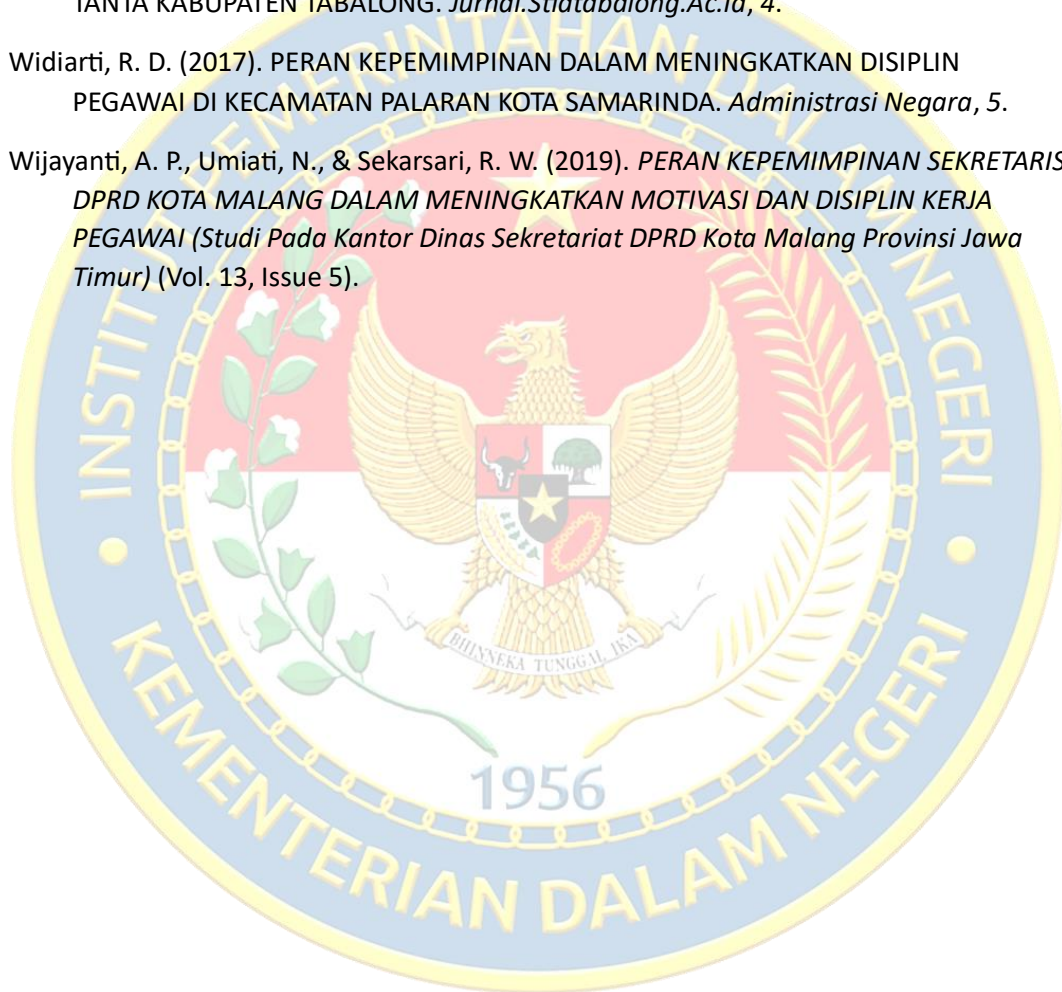 TANTA KABUPATEN TABALONG. Jurnal.Stiatabalong.Ac.Id, 4.
Widiarti, R. D. (2017). PERAN KEPEMIMPINAN DALAM MENINGKATKAN DISIPLIN
PEGAWAI DI KECAMATAN PALARAN KOTA SAMARINDA. Administrasi Negara, 5.
Wijayanti, A. P., Umiati, N., & Sekarsari, R. W. (2019). PERAN KEPEMIMPINAN SEKRETARIS
DPRD KOTA MALANG DALAM MENINGKATKAN MOTIVASI DAN DISIPLIN KERJA
PEGAWAI (Studi Pada Kantor Dinas Sekretariat DPRD Kota Malang Provinsi Jawa
Timur) (Vol. 13, Issue 5).
INSTITUT PEMERINTAHAN DALAM NEGERI
BHINNEKA TUNGGAL IKA
1956
KEMENTERIAN DALAM NEGERI